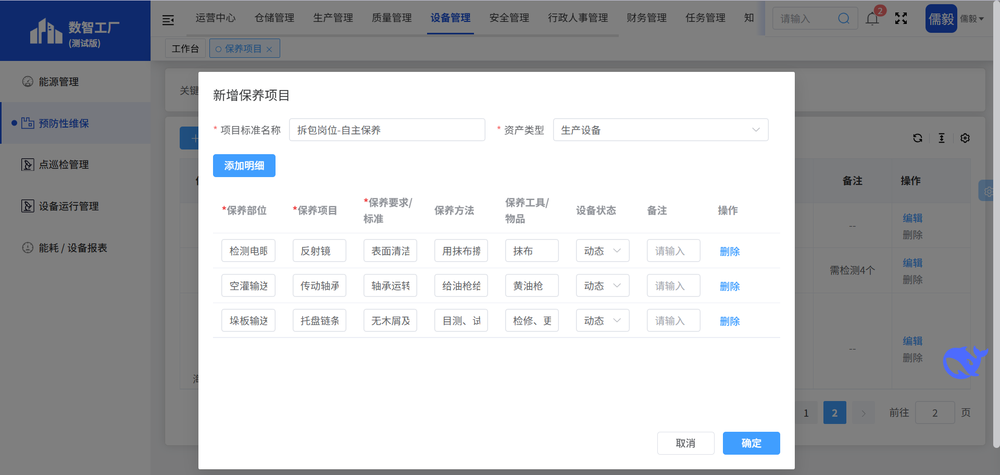 数智工厂
(测试版)
运营中心 仓储管理 生产管理 质量管理 设备管理 安全管理 行政人事管理 财务管理 任务管理 知
请输入
2
儒毅
儒毅
工作台
保养项目
能源管理
预防性维保
点巡检管理
设备运行管理
能耗 / 设备报表
关键
新增保养项目
* 项目标准名称 拆包岗位-自主保养 * 资产类型 生产设备
添加明细
*保养部位 *保养项目 *保养要求/ 保养方法 保养工具/ 设备状态 备注 操作
标准 物品
检测电眼 反射镜 表面清洁 用抹布擦 抹布 动态 请输入 删除
空灌输送 传动轴承 轴承运转 给油枪给 黄油枪 动态 请输入 删除
垛板输送 托盘链条 无木屑及 目测、试 检修、更 动态 请输入 删除
取消 确定
备注 操作
-- 编辑
删除
需检测4个 编辑
删除
-- 编辑
删除
1 2 前往 2 页